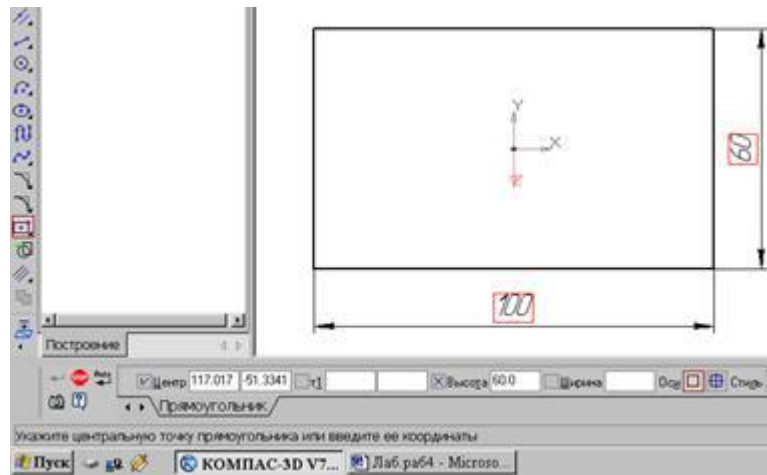 Y
X
Z
60
100
Построение
Центр 117.017 -51.3341 т1 Высота 60.0 Ширина Оси Стиль
Прямоугольник
Укажите центральную точку прямоугольника или введите ее координаты
Пуск КОМПАС-3D V7... Лаб.раб4 - Microso...